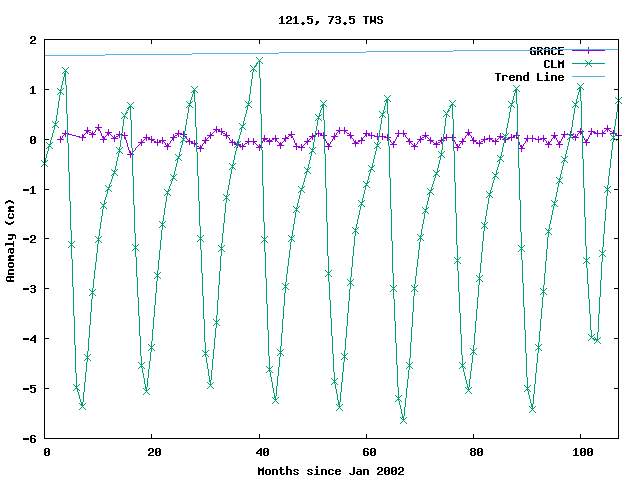 121.5, 73.5 TWS
GRACE
CLM
Trend Line
2
1
0
-1
-2
-3
-4
-5
-6
Anomaly (cm)
0 20 40 60 80 100
Months since Jan 2002